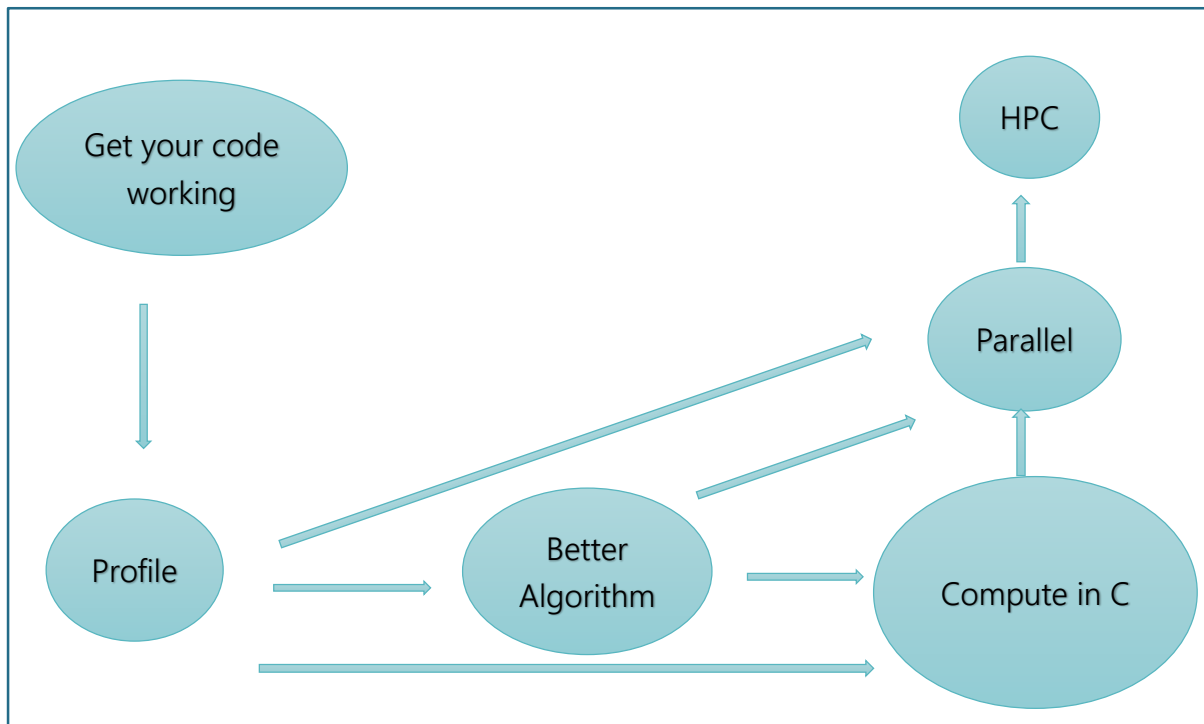 Get your code
working
HPC
Parallel
Profile
Better
Algorithm
Compute in C